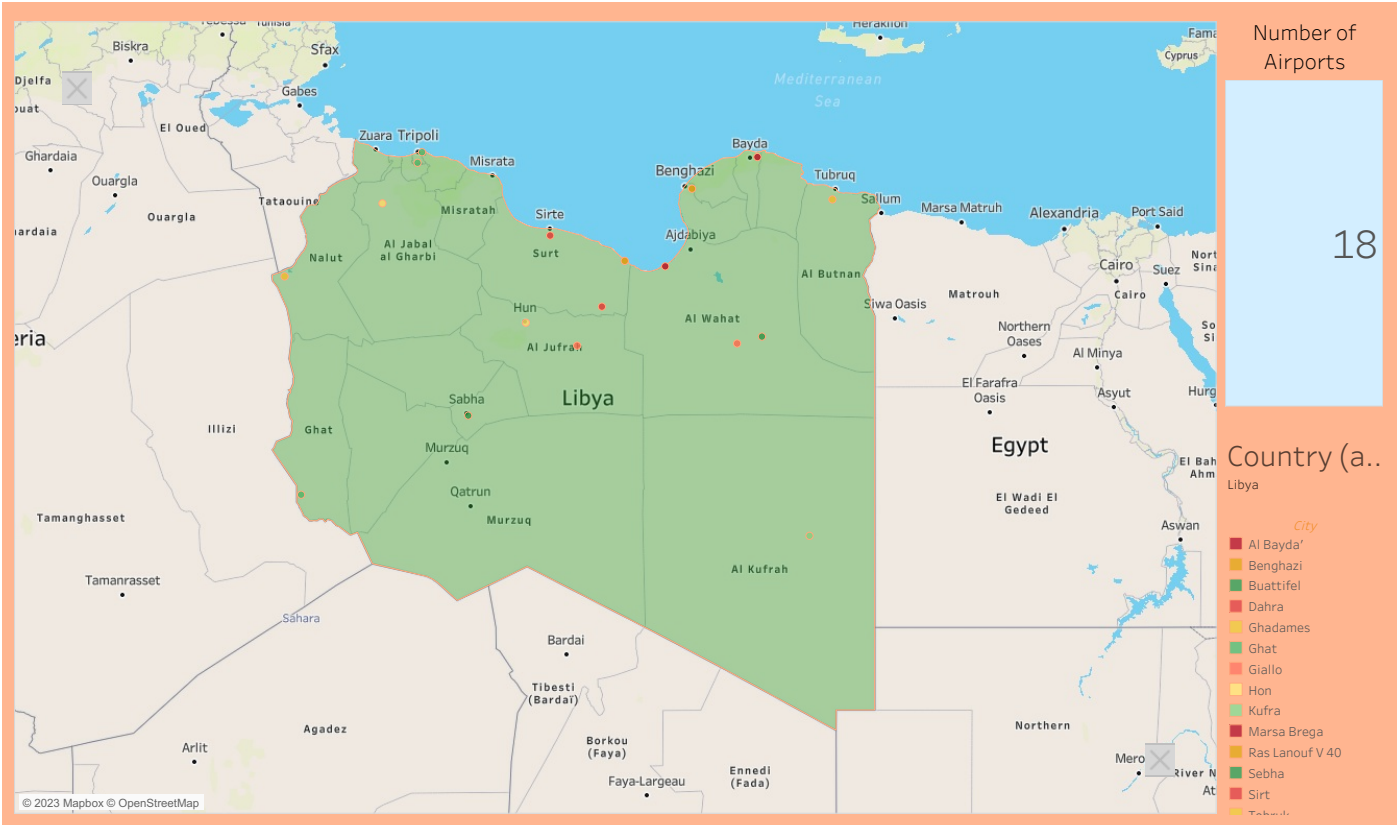 Tunisia
Heraklion
Biskra
Sfax
Djelfa
Gabes
Mediterranean
Sea
Cyprus
Number of
Airports
El Oued
Zuara
Tripoli
Bayda
Ghardaia
Misrata
Benghazi
Tubruq
Ouargla
Tataouine
Sallum
Marsa Matruh
Alexandria
Port Said
Ouargla
Misratah
Sirte
Ajdabiya
Al Jabal
al Gharbi
Surt
Nalut
Al Butnan
Cairo
Suez
18
Cairo
Matrouh
Siwa Oasis
Hun
Al Wahat
Northern
Oases
Al Jufrah
Al Minya
El Farafra
Oasis
Asyut
Sabha
Libya
Illizi
Ghat
Murzuq
Egypt
Country (a..
Libya
Qatrun
Murzuq
El Wadi El
Gedeed
Tamanghasset
Aswan
City
Al Bayda'
Benghazi
Buattifel
Dahra
Ghadames
Ghat
Giallo
Hon
Kufra
Marsa Brega
Ras Lanouf V 40
Sebha
Sirt
Al Kufrah
Tamanrasset
Sahara
Bardai
Tibesti
(Bardaï)
Agadez
Northern
Arlit
Borkou
(Faya)
Ennedi
(Fada)
Faya-Largeau
Mero
River N
At
© 2023 Mapbox © OpenStreetMap